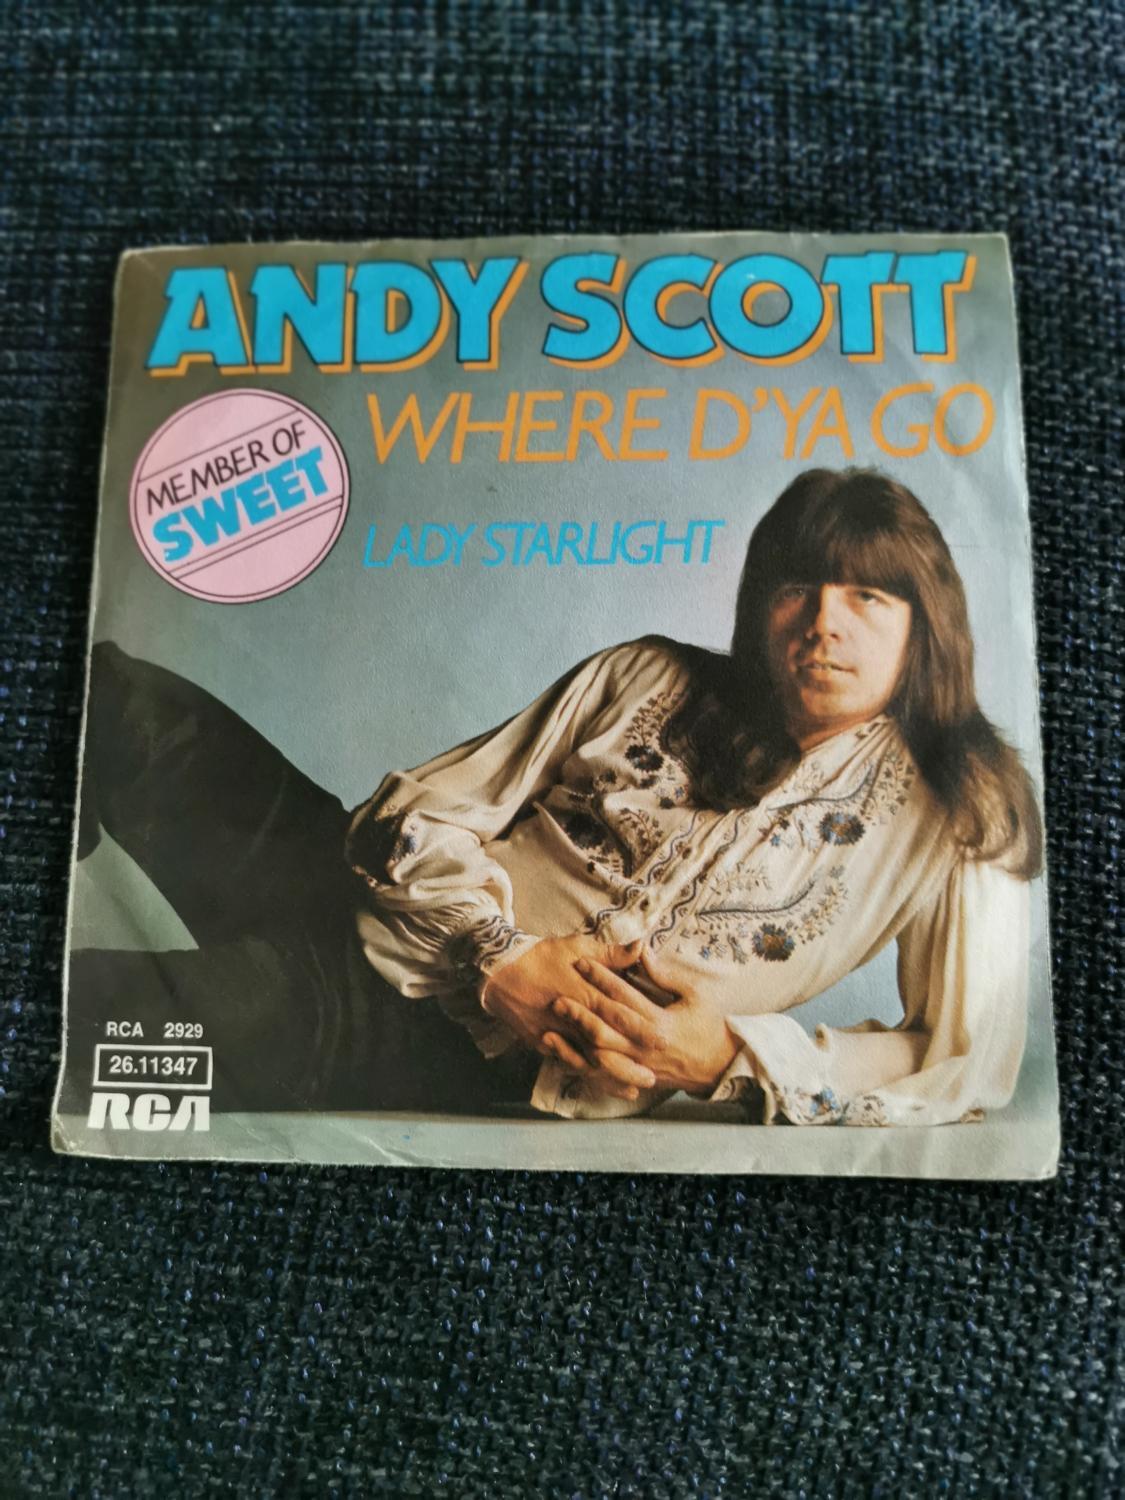 ANDY SCOTT
WHERE D'YA GO
MEMBER OF
SWEET
LADY STARLIGHT
RCA 2929
26.11347
RCA